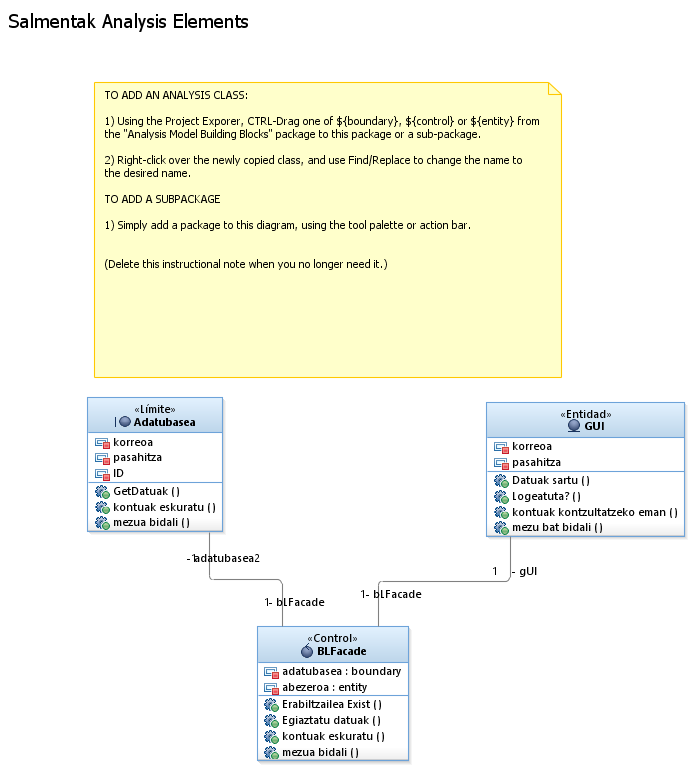 Salmentak Analysis Elements
TO ADD AN ANALYSIS CLASS:
1) Using the Project Exporer, CTRL-Drag one of ${boundary}, ${control} or ${entity} from
the "Analysis Model Building Blocks" package to this package or a sub-package.
2) Right-click over the newly copied class, and use Find/Replace to change the name to
the desired name.
TO ADD A SUBPACKAGE
1) Simply add a package to this diagram, using the tool palette or action bar.
(Delete this instructional note when you no longer need it.)
«Límite»
Adatubasea
korreoa
pasahitza
ID
GetDatuak ( )
kontuak eskuratu ( )
mezua bidali ( )
«Entidad»
GUI
korreoa
pasahitza
Datuak sartu ( )
Logeatuta? ( )
kontuak kontzultatzeko eman ( )
mezu bat bidali ( )
- adatubasea2
1
1 - gUI
1 - bLFacade
1 - bLFacade
«Control»
BLFacade
adatubasea : boundary
abezeroa : entity
Erabiltzailea Exist ( )
Egiaztatu datuak ( )
kontuak eskuratu ( )
mezua bidali ( )